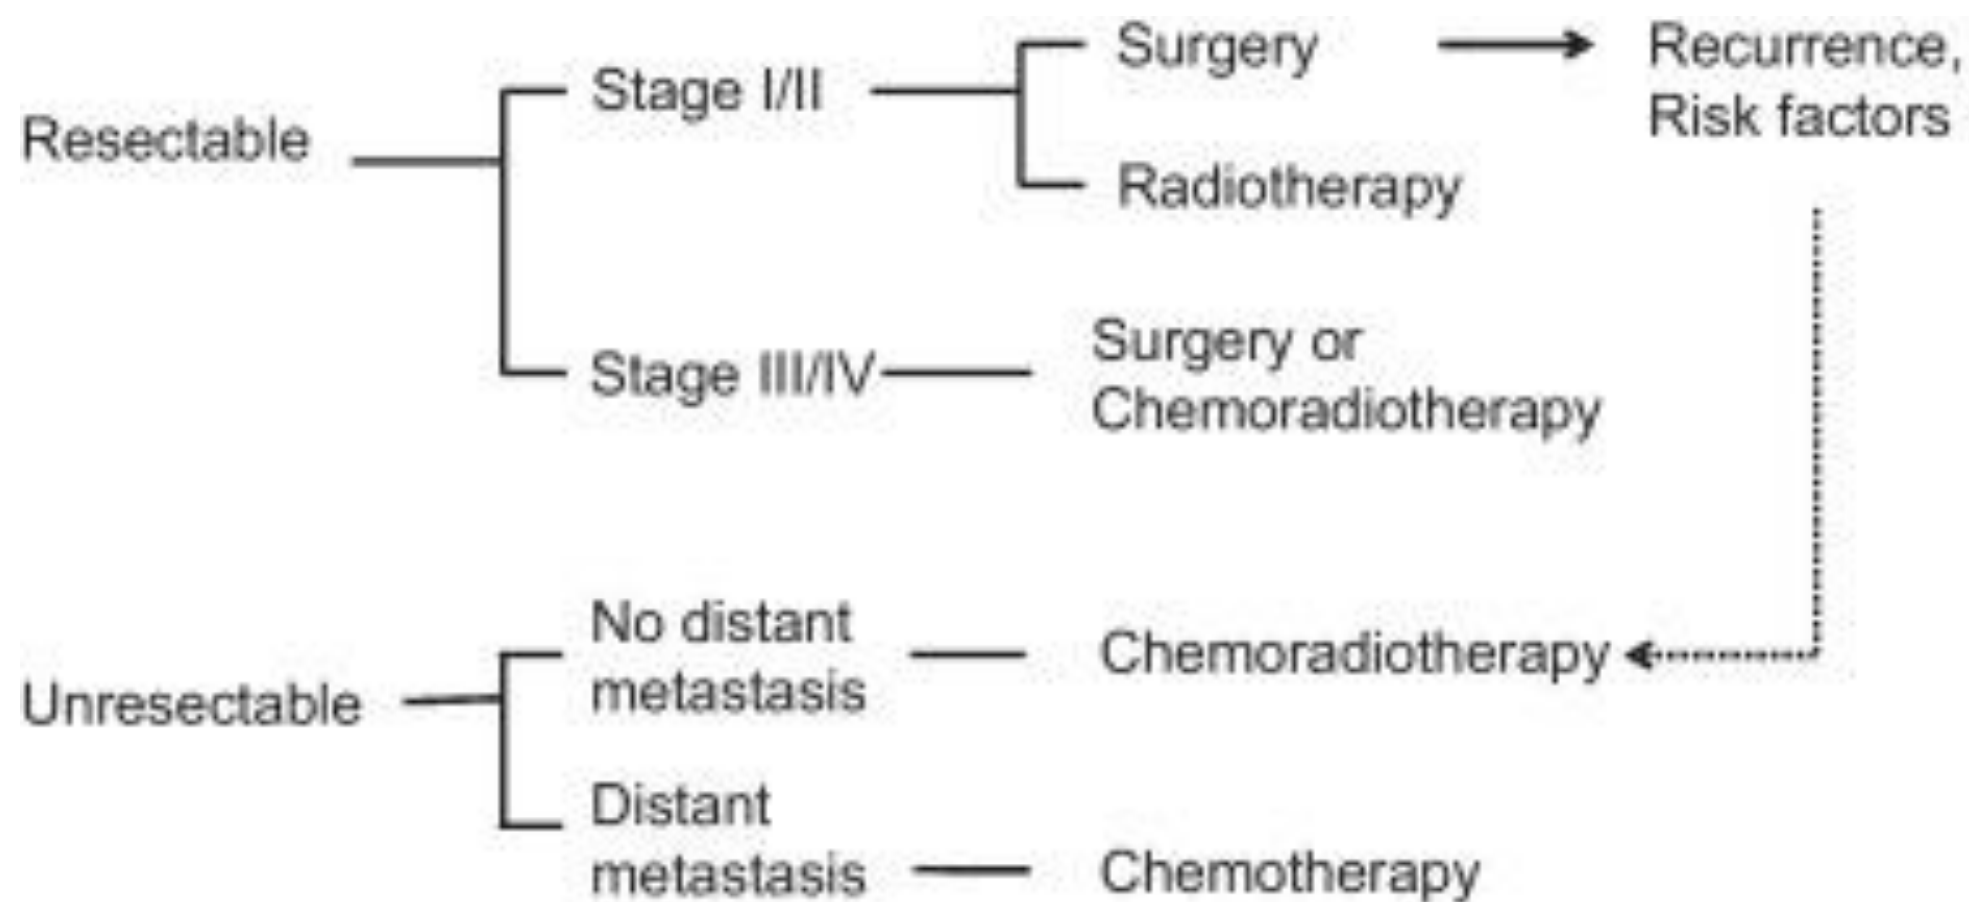 Resectable
Stage I/II
Surgery
Recurrence,
Risk factors
Radiotherapy
Stage III/IV
Surgery or
Chemoradiotherapy
Unresectable
No distant
metastasis
Chemoradiotherapy
Distant
metastasis
Chemotherapy